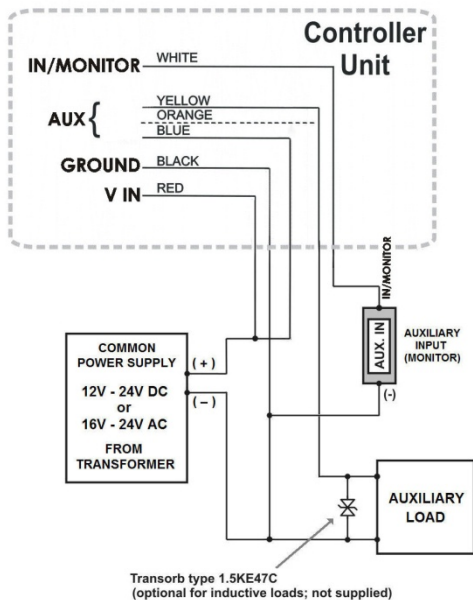 Controller
Unit
IN/MONITOR
WHITE
AUX {
YELLOW
ORANGE
BLUE
GROUND
BLACK
V IN
RED
IN/MONITOR
AUX. IN
AUXILIARY
INPUT
(MONITOR)
(-)
COMMON
POWER SUPPLY
12V - 24V DC
or
16V - 24V AC
FROM
TRANSFORMER
(+)
(–)
AUXILIARY
LOAD
Transorb type 1.5KE47C
(optional for inductive loads; not supplied)